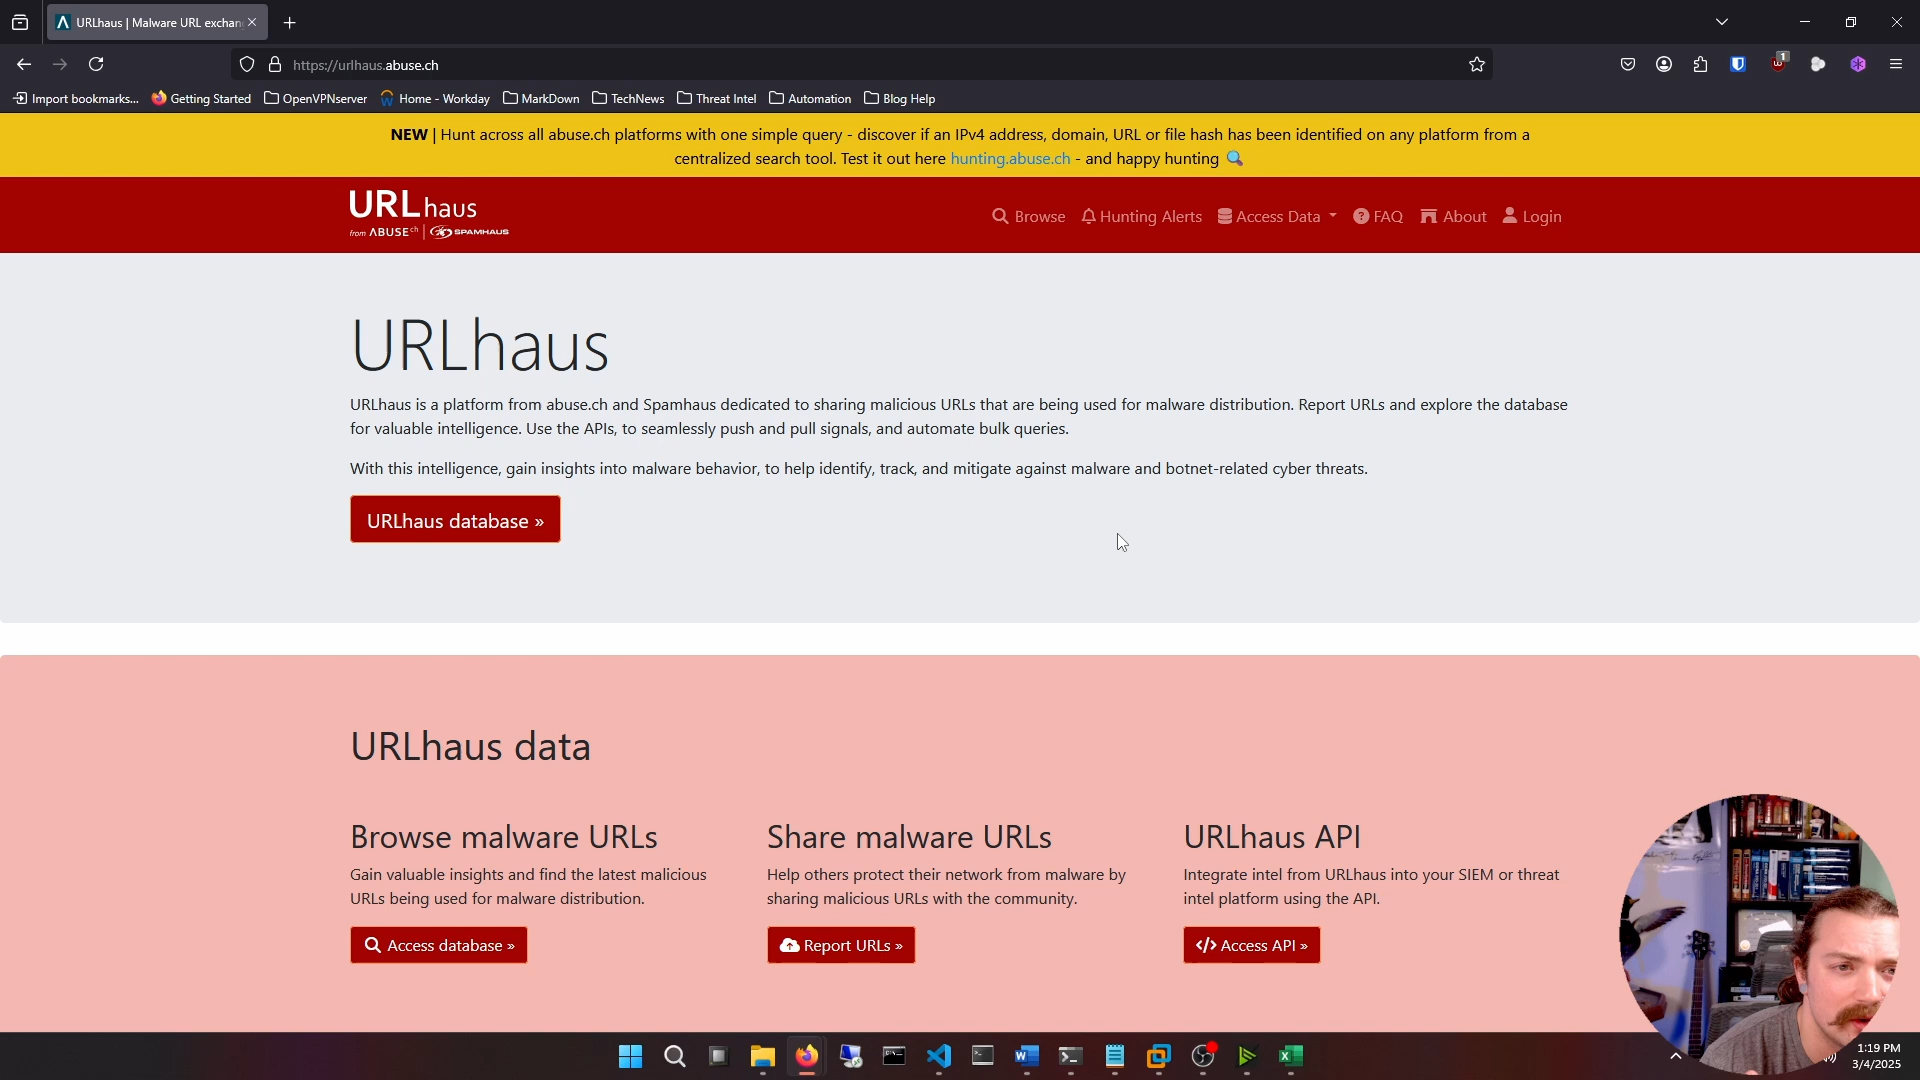 URLhaus | Malware URL exchan
https://urlhaus.abuse.ch
1
Import bookmarks... Getting Started OpenVPNserver Home - Workday MarkDown TechNews Threat Intel Automation Blog Help
NEW | Hunt across all abuse.ch platforms with one simple query - discover if an IPv4 address, domain, URL or file hash has been identified on any platform from a
centralized search tool. Test it out here hunting.abuse.ch - and happy hunting
URLhaus
from ABUSE ch | SPAMHAUS
Browse Hunting Alerts Access Data FAQ About Login
URLhaus
URLhaus is a platform from abuse.ch and Spamhaus dedicated to sharing malicious URLs that are being used for malware distribution. Report URLs and explore the database
for valuable intelligence. Use the APIs, to seamlessly push and pull signals, and automate bulk queries.
With this intelligence, gain insights into malware behavior, to help identify, track, and mitigate against malware and botnet-related cyber threats.
URLhaus database »
URLhaus data
Browse malware URLs
Gain valuable insights and find the latest malicious
URLs being used for malware distribution.
Access database »
Share malware URLs
Help others protect their network from malware by
sharing malicious URLs with the community.
Report URLs »
URLhaus API
Integrate intel from URLhaus into your SIEM or threat
intel platform using the API.
</> Access API »
1:19 PM
3/4/2025